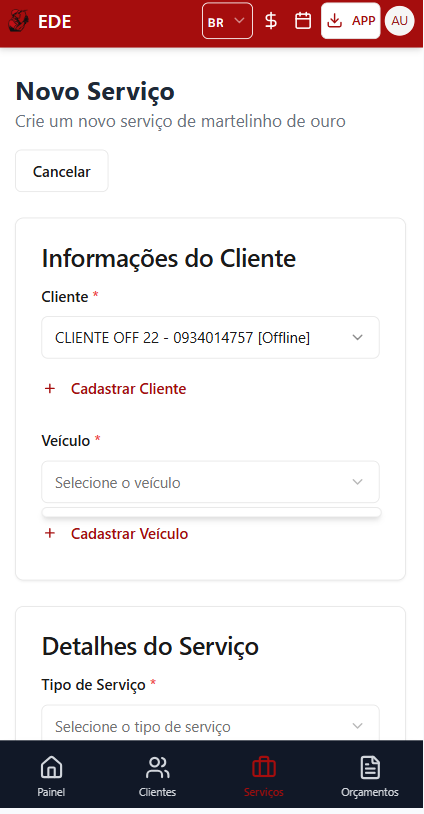 EDE
BR
APP
AU
Novo Serviço
Crie um novo serviço de martelinho de ouro
Cancelar
Informações do Cliente
Cliente *
CLIENTE OFF 22 - 0934014757 [Offline]
+ Cadastrar Cliente
Veículo *
Selecione o veículo
+ Cadastrar Veículo
Detalhes do Serviço
Tipo de Serviço *
Selecione o tipo de serviço
Painel
Clientes
Serviços
Orçamentos